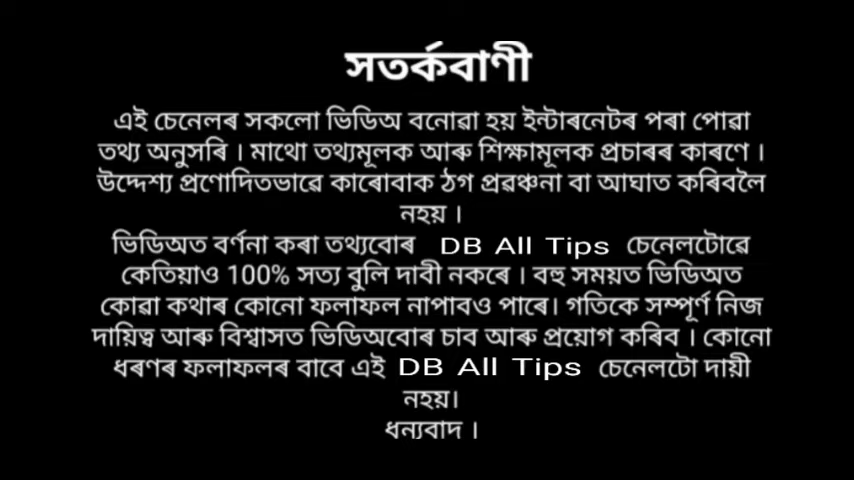 সতৰ্কবাণী
এই চেনেলৰ সকলো ভিডিঅ বনোৱা হয় ইন্টাৰনেটৰ পৰা পোৱা
তথ্য অনুসৰি । মাথো তথ্যমূলক আৰু শিক্ষামূলক প্ৰচাৰৰ কাৰণে ।
উদ্দেশ্য প্ৰণোদিতভাৱে কাৰোবাক ঠগ প্ৰৱঞ্চনা বা আঘাত কৰিবলৈ
নহয় ।
ভিডিঅত বৰ্ণনা কৰা তথ্যবোৰ DB All Tips চেনেলটোৱে
কেতিয়াও 100% সত্য বুলি দাবী নকৰে । বহু সময়ত ভিডিঅত
কোৱা কথাৰ কোনো ফলাফল নাপাবও পাৰে। গতিকে সম্পূৰ্ণ নিজ
দায়িত্ব আৰু বিশ্বাসত ভিডিঅবোৰ চাব আৰু প্ৰয়োগ কৰিব । কোনো
ধৰণৰ ফলাফলৰ বাবে এই DB All Tips চেনেলটো দায়ী
নহয়।
ধন্যবাদ ।